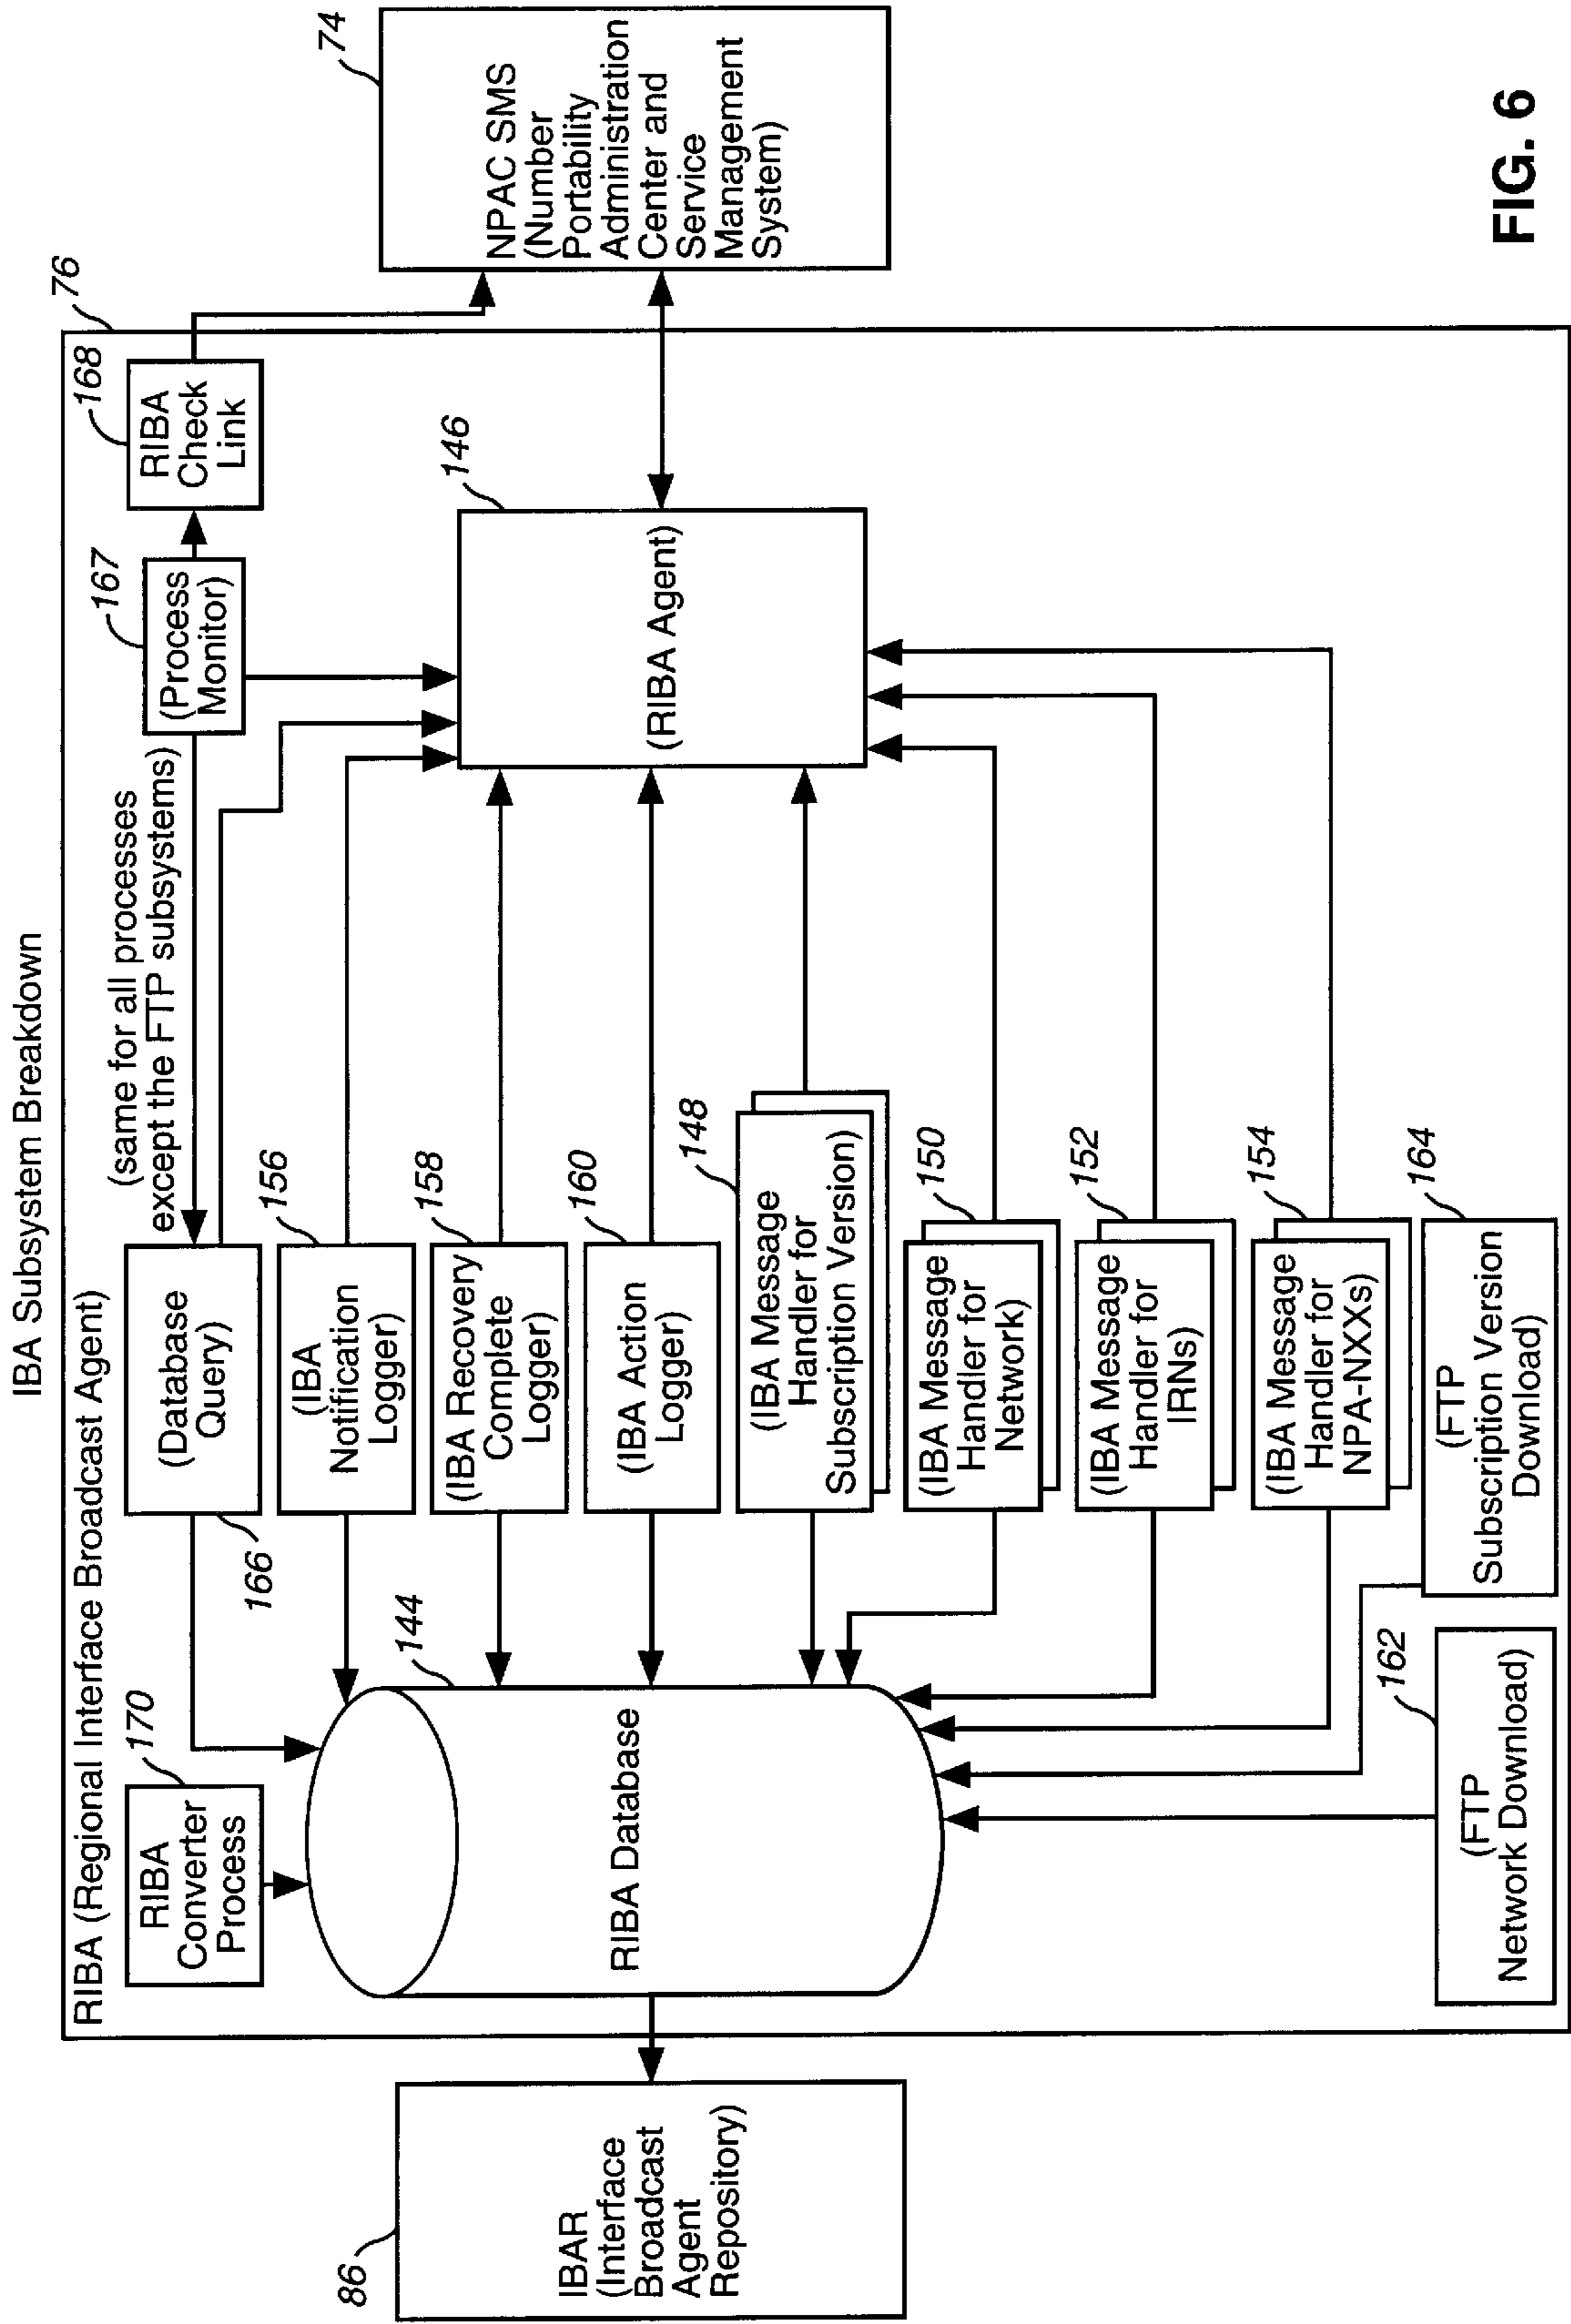 IBA Subsystem Breakdown
RIBA (Regional Interface Broadcast Agent)
76
86
IBAR
(Interface
Broadcast
Agent
Repository)
170
RIBA
Converter
Process
144
RIBA Database
166
(Database
Query)
(same for all processes
except the FTP subsystems)
167
(Process
Monitor)
168
RIBA
Check
Link
156
(IBA
Notification
Logger)
158
(IBA Recovery
Complete
Logger)
160
(IBA Action
Logger)
148
(IBA Message
Handler for
Subscription Version)
150
(IBA Message
Handler for
Network)
152
(IBA Message
Handler for
IRNs)
154
(IBA Message
Handler for
NPA-NXXs)
164
(FTP
Subscription Version
Download)
162
(FTP
Network Download)
146
(RIBA Agent)
74
NPAC SMS
(Number
Portability
Administration
Center and
Service
Management
System)
FIG. 6